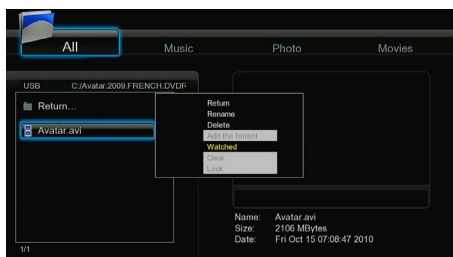 All Music Photo Movies
USB C:/Avatar.2009.FRENCH.DVDF
Return...
Avatar.avi
Return
Rename
Delete
Add the torrent
Watched
Clear
Lock
Name: Avatar.avi
Size: 2106 MBytes
Date: Fri Oct 15 07:08:47 2010
1/1